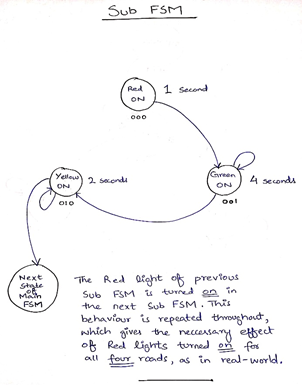 Sub FSM
Red
ON
1 second
000
Green
ON
4 seconds
001
Yellow
ON
2 seconds
010
Next
State
of
Main
FSM
The Red light of previous
Sub FSM is turned on in
the next Sub FSM. This
behaviour is repeated throughout,
which gives the neccessary effect
of Red lights turned on for
all four roads, as in real-world.